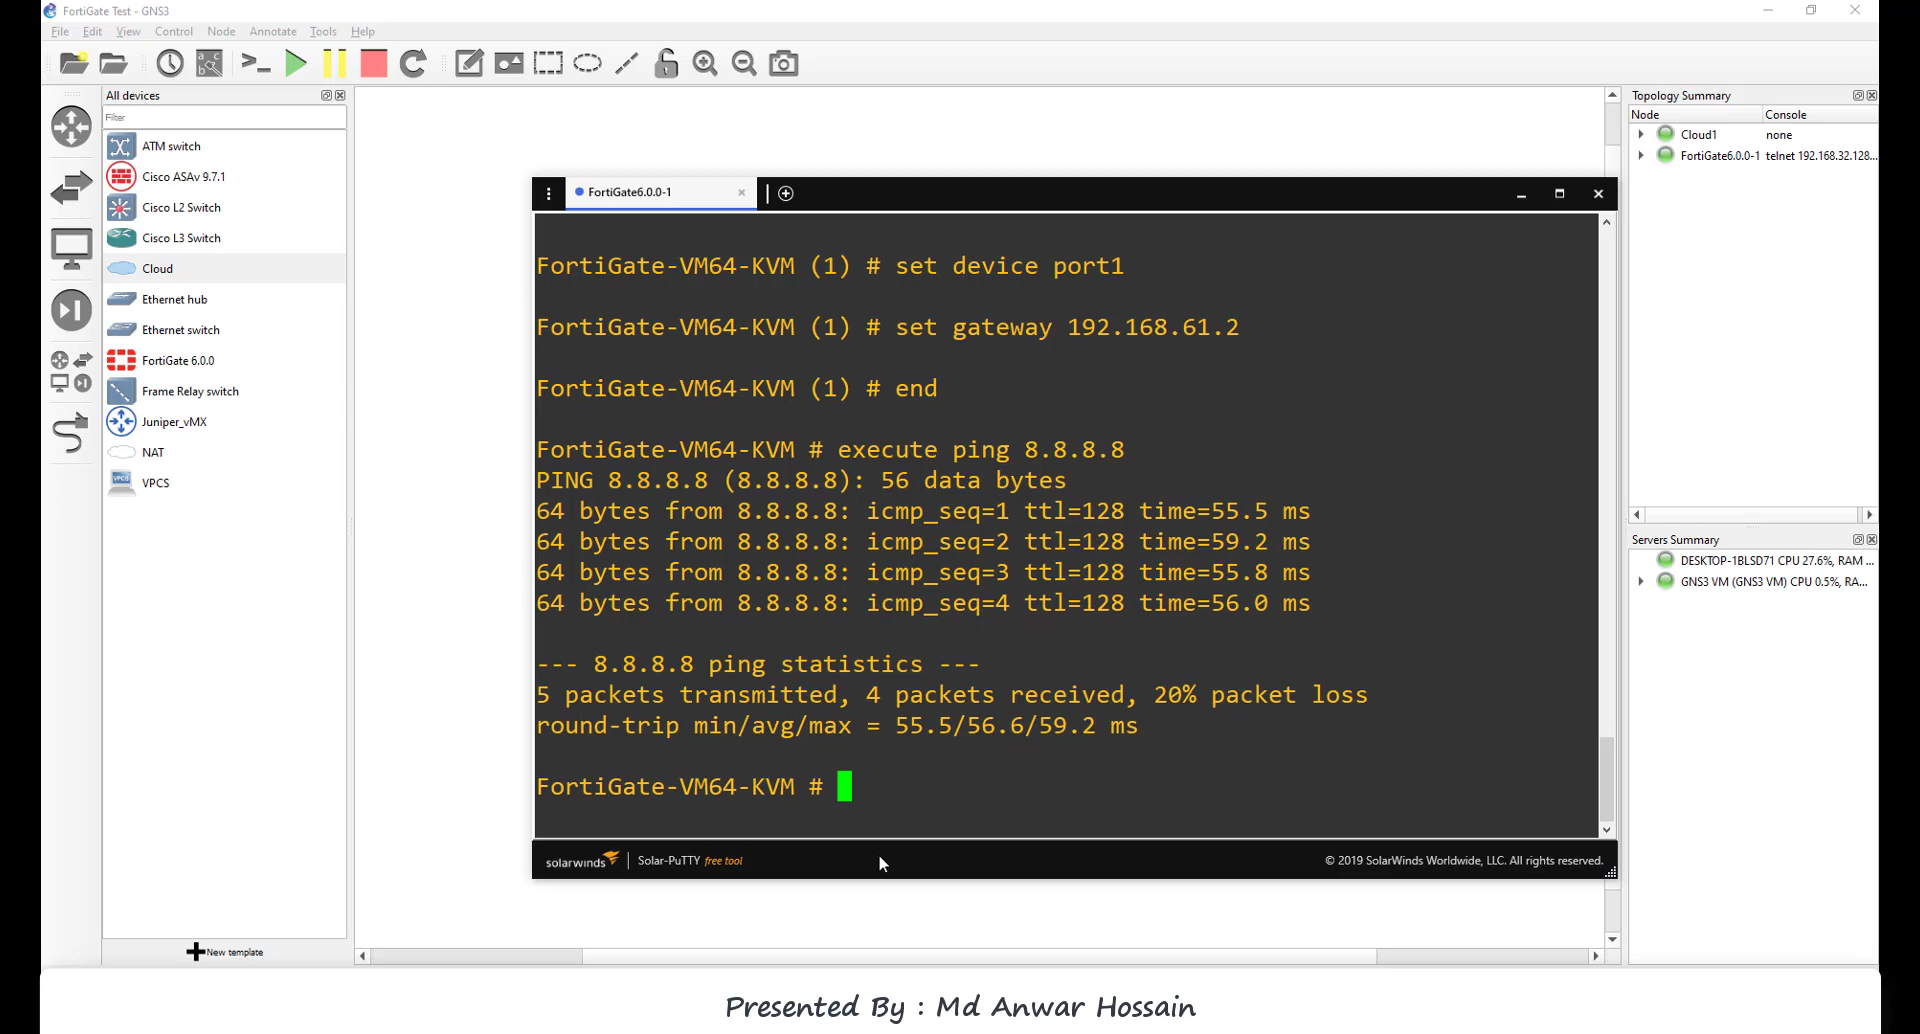 FortiGate Test - GNS3
File Edit View Control Node Annotate Tools Help
All devices
Filter
ATM switch
Cisco ASAv 9.7.1
Cisco L2 Switch
Cisco L3 Switch
Cloud
Ethernet hub
Ethernet switch
FortiGate 6.0.0
Frame Relay switch
Juniper_vMX
NAT
VPCS
New template
FortiGate6.0.0-1
FortiGate-VM64-KVM (1) # set device port1
FortiGate-VM64-KVM (1) # set gateway 192.168.61.2
FortiGate-VM64-KVM (1) # end
FortiGate-VM64-KVM # execute ping 8.8.8.8
PING 8.8.8.8 (8.8.8.8): 56 data bytes
64 bytes from 8.8.8.8: icmp_seq=1 ttl=128 time=55.5 ms
64 bytes from 8.8.8.8: icmp_seq=2 ttl=128 time=59.2 ms
64 bytes from 8.8.8.8: icmp_seq=3 ttl=128 time=55.8 ms
64 bytes from 8.8.8.8: icmp_seq=4 ttl=128 time=56.0 ms
--- 8.8.8.8 ping statistics ---
5 packets transmitted, 4 packets received, 20% packet loss
round-trip min/avg/max = 55.5/56.6/59.2 ms
FortiGate-VM64-KVM #
solarwinds Solar-PuTTY free tool © 2019 SolarWinds Worldwide, LLC. All rights reserved.
Topology Summary
Node Console
Cloud1 none
FortiGate6.0.0-1 telnet 192.168.32.128...
Servers Summary
DESKTOP-1BLSD71 CPU 27.6%, RAM ...
GNS3 VM (GNS3 VM) CPU 0.5%, RA...
Presented By : Md Anwar Hossain